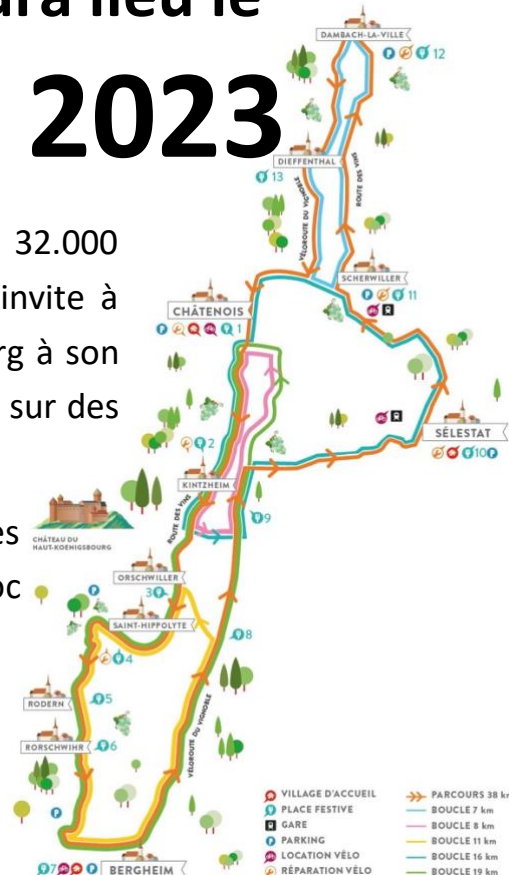 ura lieu le
2023
32.000
invite à
rg à son
sur des
es
oc
DAMBACH-LA-VILLE
12
DIEFFENTHAL
13
VÉLOROUTE DU VIGNOBLE
ROUTE DES VINS
SCHERWILLER
11
CHÂTENOIS
1
SÉLESTAT
10
2
KINTZHEIM
ROUTE DES VINS
9
CHÂTEAU DU
HAUT-KOENIGSBOURG
ORSCHWILLER
3
SAINT-HIPPOLYTE
8
4
RODERN
5
RORSCHWIHR
6
VÉLOROUTE DU VIGNOBLE
7
BERGHEIM
VILLAGE D'ACCUEIL
PLACE FESTIVE
GARE
P PARKING
LOCATION VÉLO
RÉPARATION VÉLO
PARCOURS 38 km
BOUCLE 7 km
BOUCLE 8 km
BOUCLE 11 km
BOUCLE 16 km
BOUCLE 19 km